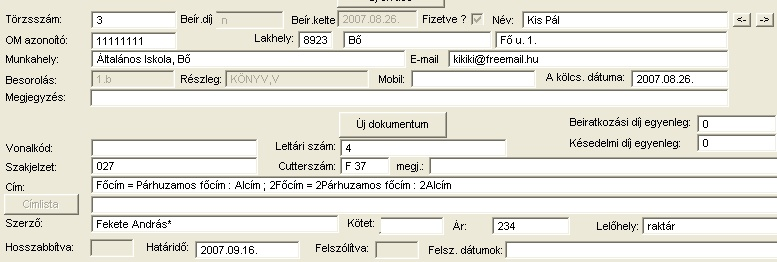 Törzsszám: 3 Beír.díj n Beír.kelte 2007.08.26. Fizetve ? Név: Kis Pál <- ->
OM azonoító: 11111111 Lakhely: 8923 Bő Fő u. 1.
Munkahely: Általános Iskola, Bő E-mail kikiki@freemail.hu
Besorolás: 1.b Részleg: KÖNYV,V Mobil: A kölcs. dátuma: 2007.08.26.
Megjegyzés:
Új dokumentum Beiratkozási díj egyenleg: 0
Vonalkód: Leltári szám: 4 Késedelmi díj egyenleg: 0
Szakjelzet: 027 Cutterszám: F 37 megj.:
Cím: Főcím = Párhuzamos főcím : Alcím ; 2Főcím = 2Párhuzamos főcím : 2Alcím
Címlista
Szerző: Fekete András* Kötet: Ár: 234 Lelőhely: raktár
Hosszabbítva: Határidő: 2007.09.16. Felszólítva: Felsz. dátumok: